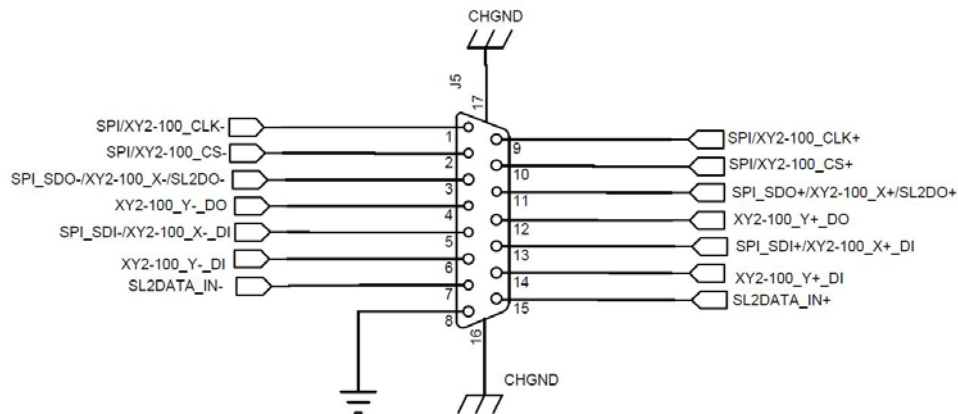 CHGND
J5
17
SPI/XY2-100_CLK-
1
9
SPI/XY2-100_CLK+
SPI/XY2-100_CS-
2
10
SPI/XY2-100_CS+
SPI_SDO-/XY2-100_X-/SL2DO-
3
11
SPI_SDO+/XY2-100_X+/SL2DO+
XY2-100_Y-_DO
4
12
XY2-100_Y+_DO
SPI_SDI-/XY2-100_X-_DI
5
13
SPI_SDI+/XY2-100_X+_DI
XY2-100_Y-_DI
6
14
XY2-100_Y+_DI
SL2DATA_IN-
7
15
SL2DATA_IN+
8
16
CHGND